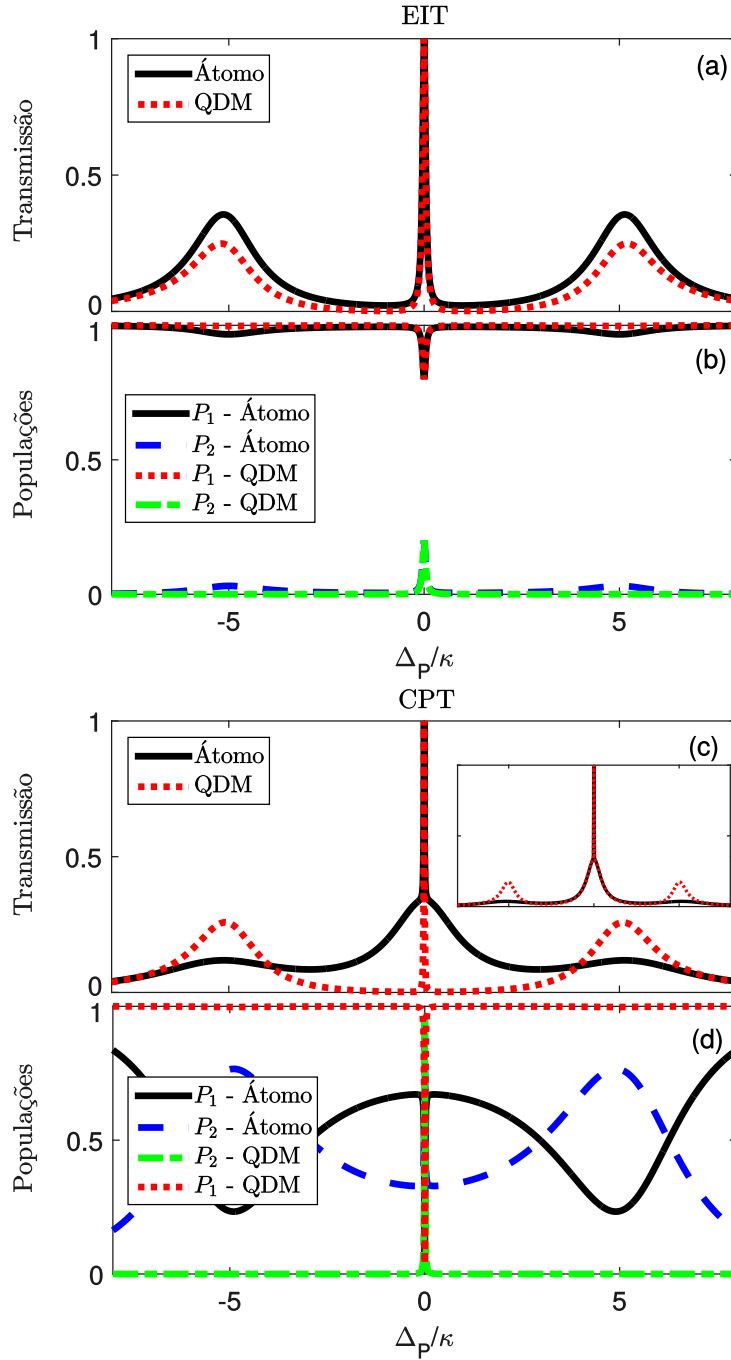 EIT
1
(a)
Átomo
QDM
Transmissão
0.5
0
1
(b)
P₁ - Átomo
P₂ - Átomo
P₁ - QDM
P₂ - QDM
Populações
0.5
0
-5 0 5
Δ_P/κ
CPT
1
(c)
Átomo
QDM
Transmissão
0.5
0
1
(d)
P₁ - Átomo
P₂ - Átomo
P₂ - QDM
P₁ - QDM
Populações
0.5
0
-5 0 5
Δ_P/κ